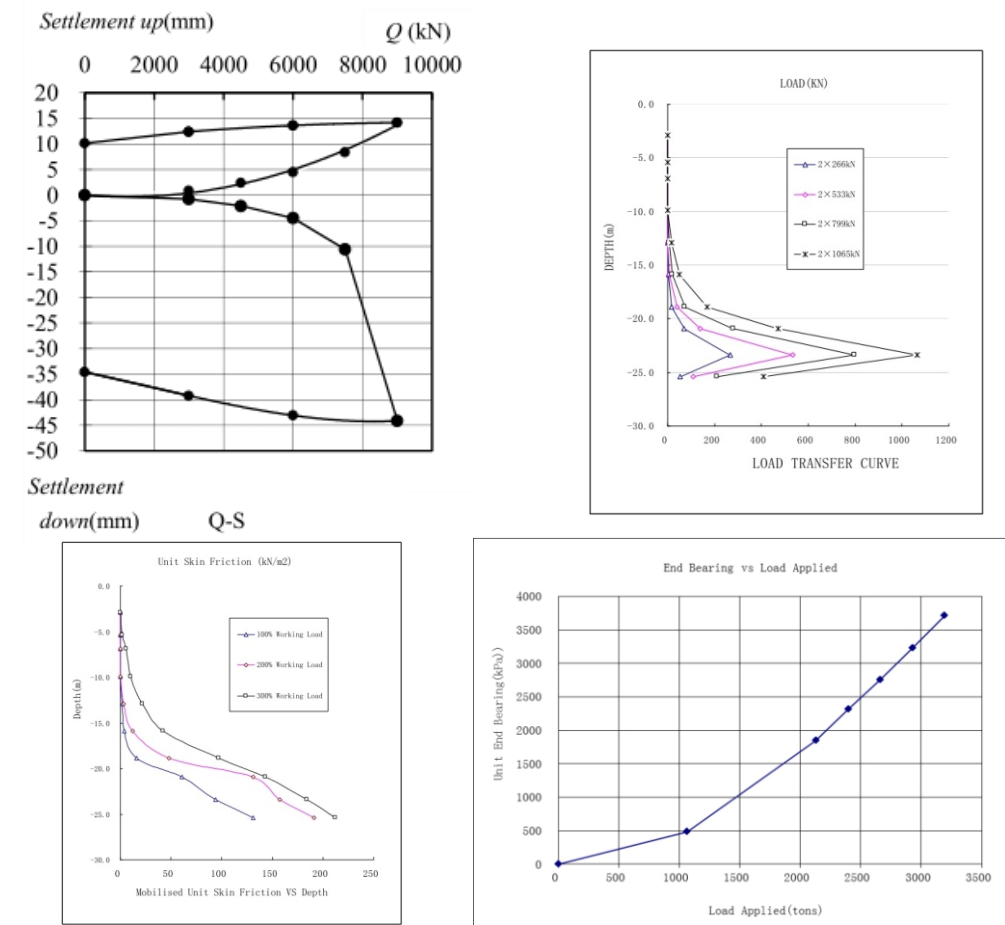 Settlement up(mm)
Q (kN)
0 2000 4000 6000 8000 10000
20
15
10
5
0
-5
-10
-15
-20
-25
-30
-35
-40
-45
-50
Settlement
down(mm) Q-S
LOAD(KN)
0.0
-5.0
-10.0
-15.0
-20.0
-25.0
-30.0
DEPTH(m)
2×266kN
2×533kN
2×799kN
2×1065kN
0 200 400 600 800 1000 1200
LOAD TRANSFER CURVE
Unit Skin Friction (kN/m2)
0.0
-5.0
-10.0
-15.0
-20.0
-25.0
-30.0
Depth(m)
100% Working Load
200% Working Load
300% Working Load
0 50 100 150 200 250
Mobilised Unit Skin Friction VS Depth
End Bearing vs Load Applied
4000
3500
3000
2500
2000
1500
1000
500
0
Unit End Bearing(kPa))
0 500 1000 1500 2000 2500 3000 3500
Load Applied(tons)